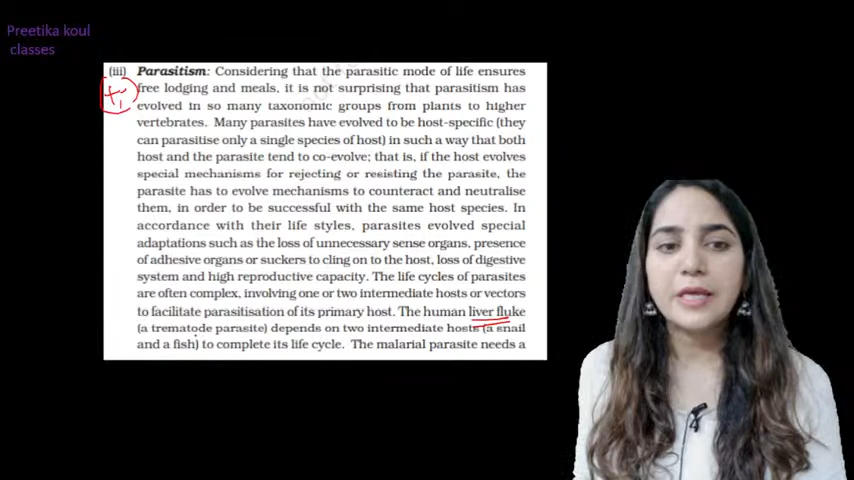 Preetika koul
classes
(iii) Parasitism: Considering that the parasitic mode of life ensures
free lodging and meals, it is not surprising that parasitism has
evolved in so many taxonomic groups from plants to higher
vertebrates. Many parasites have evolved to be host-specific (they
can parasitise only a single species of host) in such a way that both
host and the parasite tend to co-evolve; that is, if the host evolves
special mechanisms for rejecting or resisting the parasite, the
parasite has to evolve mechanisms to counteract and neutralise
them, in order to be successful with the same host species. In
accordance with their life styles, parasites evolved special
adaptations such as the loss of unnecessary sense organs, presence
of adhesive organs or suckers to cling on to the host, loss of digestive
system and high reproductive capacity. The life cycles of parasites
are often complex, involving one or two intermediate hosts or vectors
to facilitate parasitisation of its primary host. The human liver fluke
(a trematode parasite) depends on two intermediate hosts (a snail
and a fish) to complete its life cycle. The malarial parasite needs a